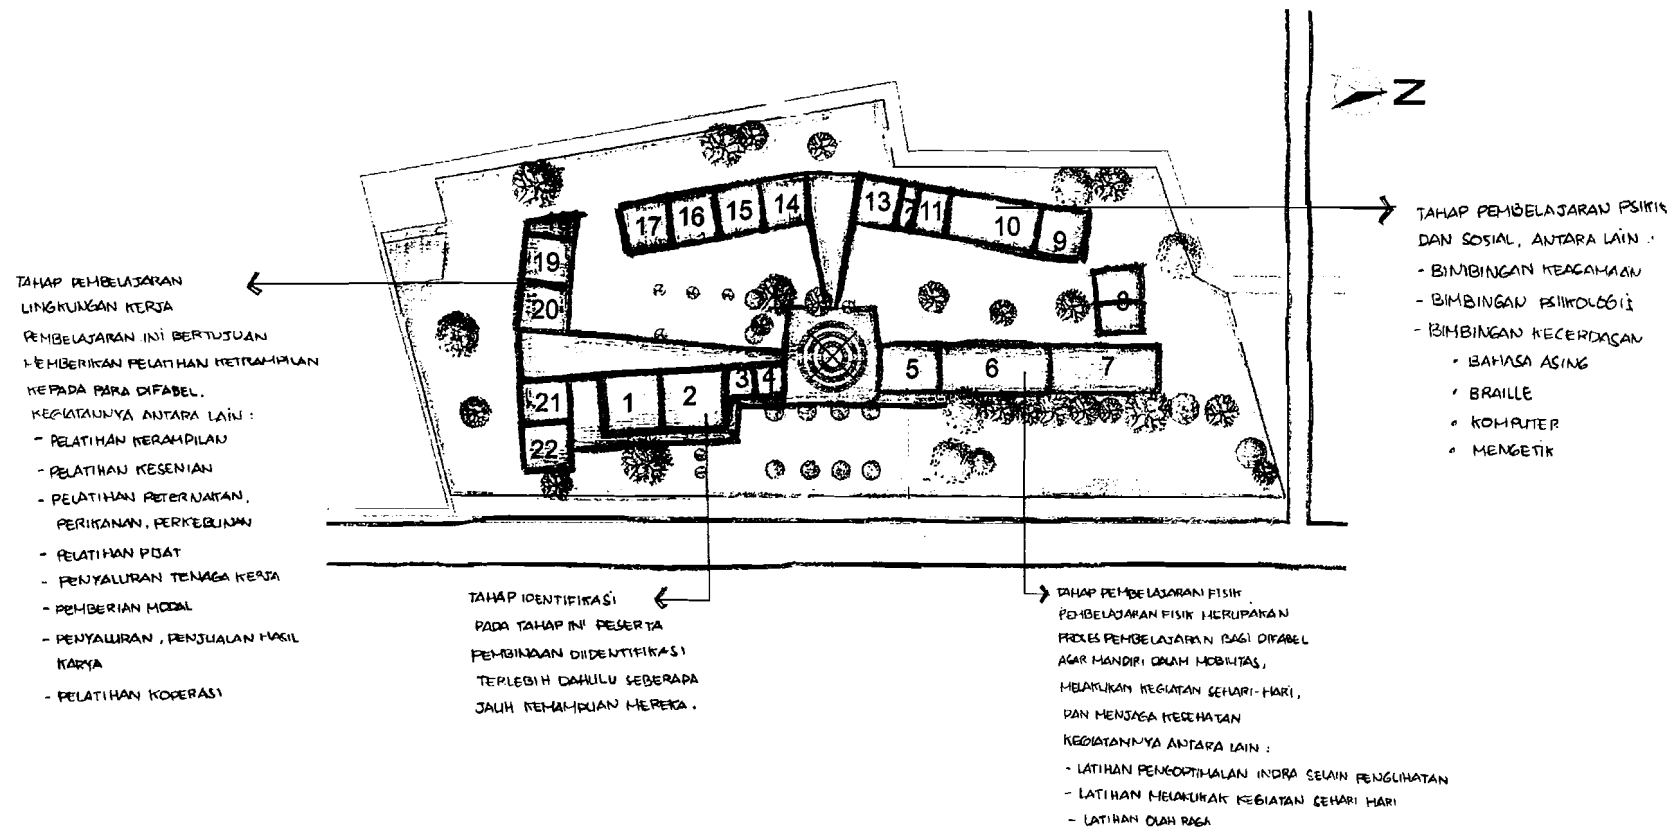 N
17
16
15
14
13
11
10
9
19
20
8
5
6
7
21
1
2
3
4
22
TAHAP PEMBELAJARAN
LINGKUNGAN KERJA
PEMBELAJARAN INI BERTUJUAN
MEMBERIKAN PELATIHAN KETRAMPILAN
KEPADA PARA DIFABEL.
KEGIATANNYA ANTARA LAIN :
- PELATIHAN KERAMPILAN
- PELATIHAN KESENIAN
- PELATIHAN PETERNAKAN,
PERIKANAN, PERKEBUNAN
- PELATIHAN PIJAT
- PENYALURAN TENAGA KERJA
- PEMBERIAN MODAL
- PENYALURAN, PENJUALAN HASIL
KARYA
- PELATIHAN KOPERASI
TAHAP IDENTIFIKASI
PADA TAHAP INI PESERTA
PEMBINAAN DIIDENTIFIKASI
TERLEBIH DAHULU SEBERAPA
JAUH KEMAMPUAN MEREKA.
TAHAP PEMBELAJARAN FISIK
PEMBELAJARAN FISIK MERUPAKAN
PROSES PEMBELAJARAN BAGI DIFABEL
AGAR MANDIRI DALAM MOBILITAS,
MELAKUKAN KEGIATAN SEHARI-HARI,
DAN MENJAGA KESEHATAN
KEGIATANNYA ANTARA LAIN :
- LATIHAN PENGOPTIMALAN INDRA SELAIN PENGLIHATAN
- LATIHAN MELAKUKAK KEGIATAN SEHARI HARI
- LATIHAN OLAH RAGA
TAHAP PEMBELAJARAN PSIKIK
DAN SOSIAL, ANTARA LAIN :
- BIMBINGAN KEAGAMAAN
- BIMBINGAN PSIKOLOGIS
- BIMBINGAN KECERDASAN
• BAHASA ASING
• BRAILLE
• KOMPUTER
• MENGETIK